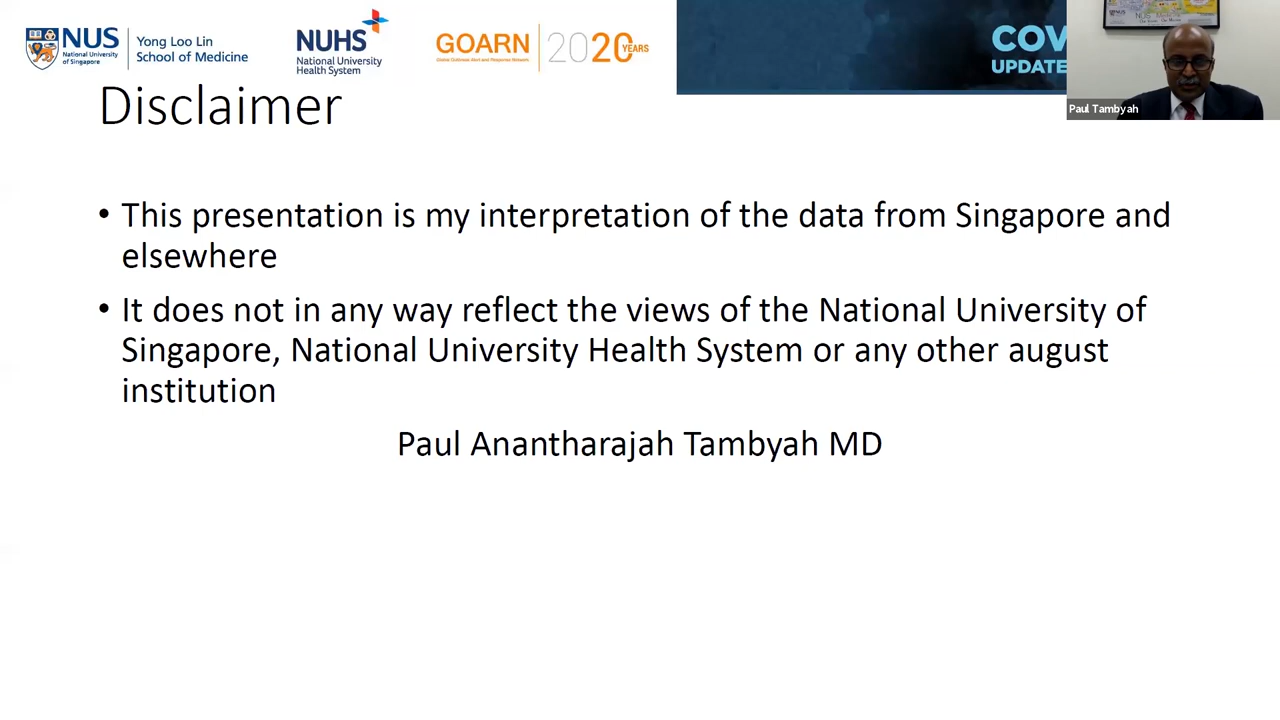 NUS
National University
of Singapore
Yong Loo Lin
School of Medicine
NUHS
National University
Health System
GOARN
Global Outbreak Alert and Response Network
2020 YEARS
COV
UPDATE
NUS Medicine
Paul Tambyah
Disclaimer
• This presentation is my interpretation of the data from Singapore and
elsewhere
• It does not in any way reflect the views of the National University of
Singapore, National University Health System or any other august
institution
Paul Anantharajah Tambyah MD